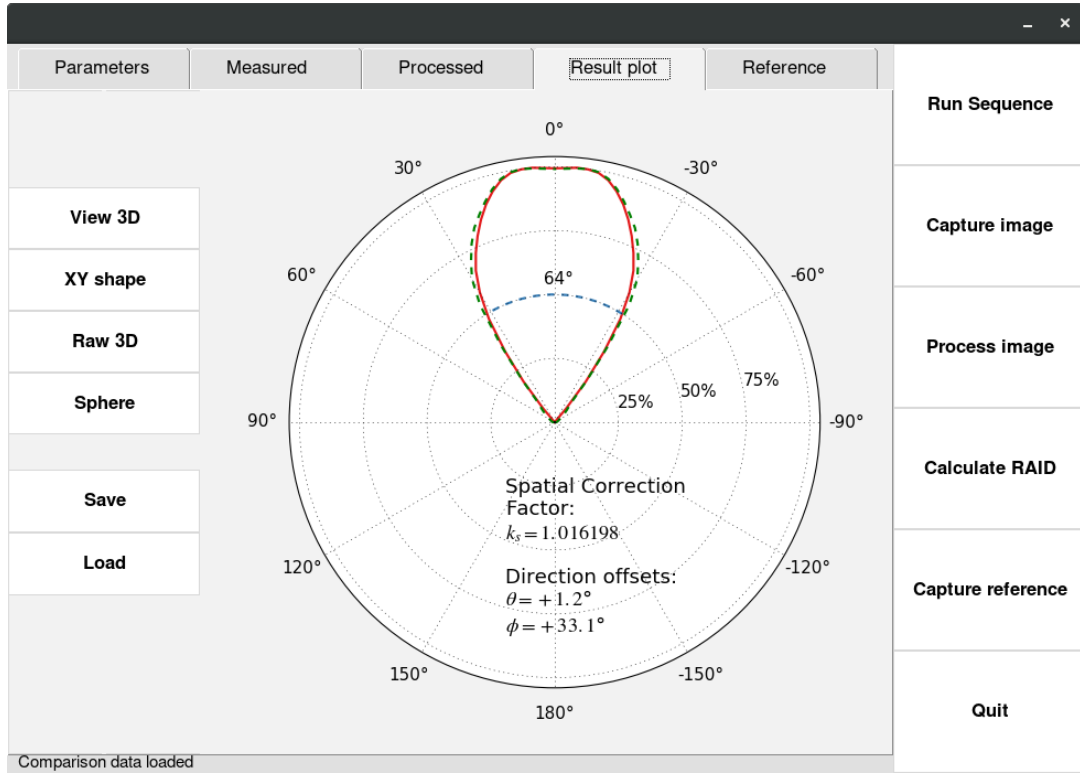 Parameters
Measured
Processed
Result plot
Reference
View 3D
XY shape
Raw 3D
Sphere
Save
Load
0°
30°
-30°
60°
-60°
64°
25%
50%
75%
90°
-90°
Spatial Correction
Factor:
kₛ = 1.016198
Direction offsets:
θ = +1.2°
ϕ = +33.1°
120°
-120°
150°
-150°
180°
Run Sequence
Capture image
Process image
Calculate RAID
Capture reference
Quit
Comparison data loaded